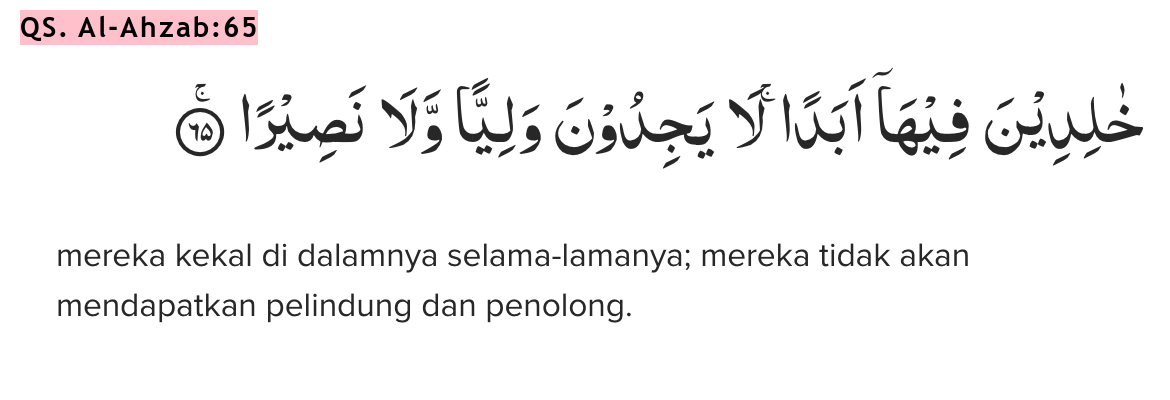 QS. Al-Ahzab:65
خٰلِدِيْنَ فِيْهَآ اَبَدًاۚ لَا يَجِدُوْنَ وَلِيًّا وَّلَا نَصِيْرًا ۚ ٦٥
mereka kekal di dalamnya selama-lamanya; mereka tidak akan
mendapatkan pelindung dan penolong.